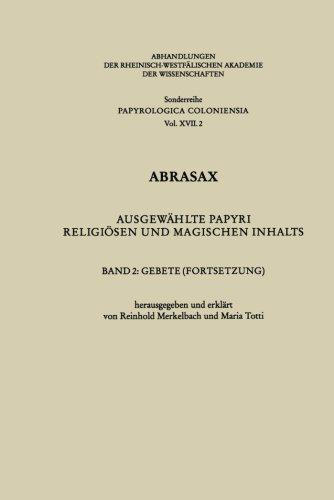 ABHANDLUNGEN
DER RHEINISCH-WESTFÄLISCHEN AKADEMIE
DER WISSENSCHAFTEN
Sonderreihe
PAPYROLOGICA COLONIENSIA
Vol. XVII. 2
ABRASAX
AUSGEWÄHLTE PAPYRI
RELIGIÖSEN UND MAGISCHEN INHALTS
BAND 2: GEBETE (FORTSETZUNG)
herausgegeben und erklärt
von Reinhold Merkelbach und Maria Totti